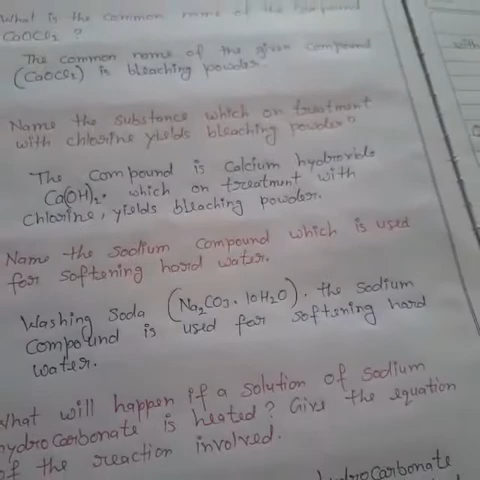 What is the common name of the compound
CaOCl2 ?
The common name of the given compound
(CaOCl2) is bleaching powder.
Name the substance which on treatment
with chlorine yields bleaching powder?
The compound is calcium hydroxide
Ca(OH)2. which on treatment with
chlorine, yields bleaching powder.
Name the sodium compound which is used
for softening hard water.
Washing Soda (Na2CO3.10H2O). the sodium
compound is used for softening hard
water.
What will happen if a solution of sodium
hydrocarbonate is heated? Give the equation
of the reaction involved.
hydrocarbonate
with